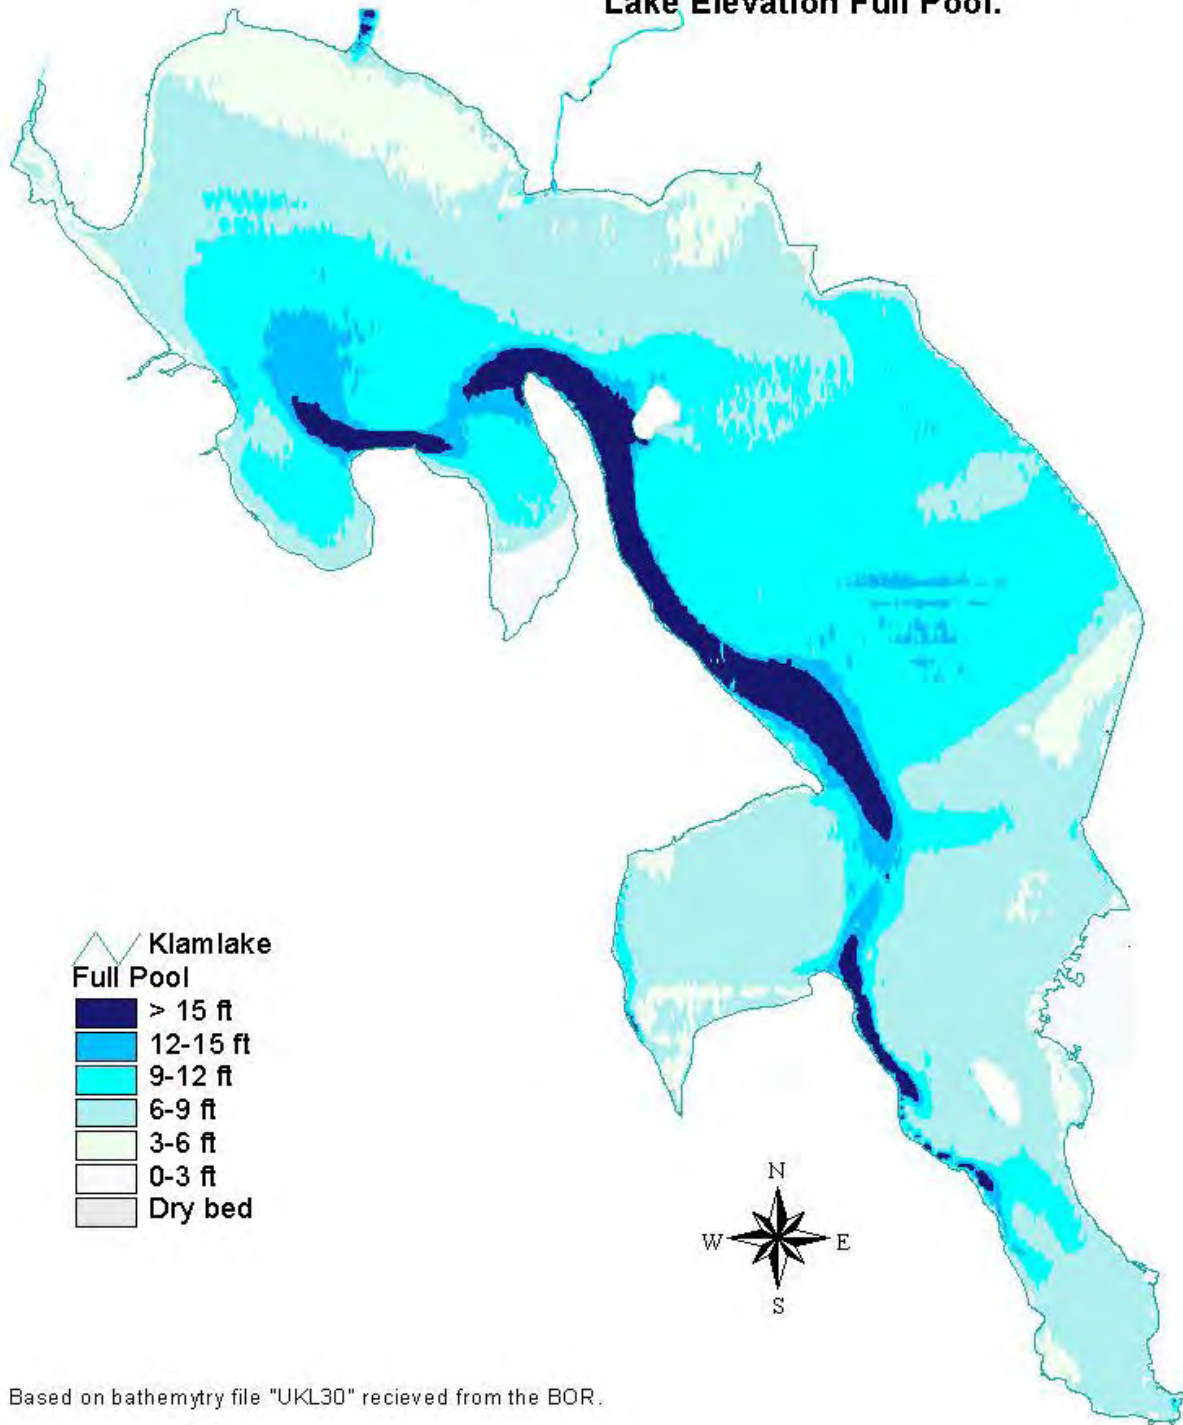 Lake Elevation Full Pool.
Klamlake
Full Pool
> 15 ft
12-15 ft
9-12 ft
6-9 ft
3-6 ft
0-3 ft
Dry bed
N
W E
S
Based on bathemytry file "UKL30" recieved from the BOR.